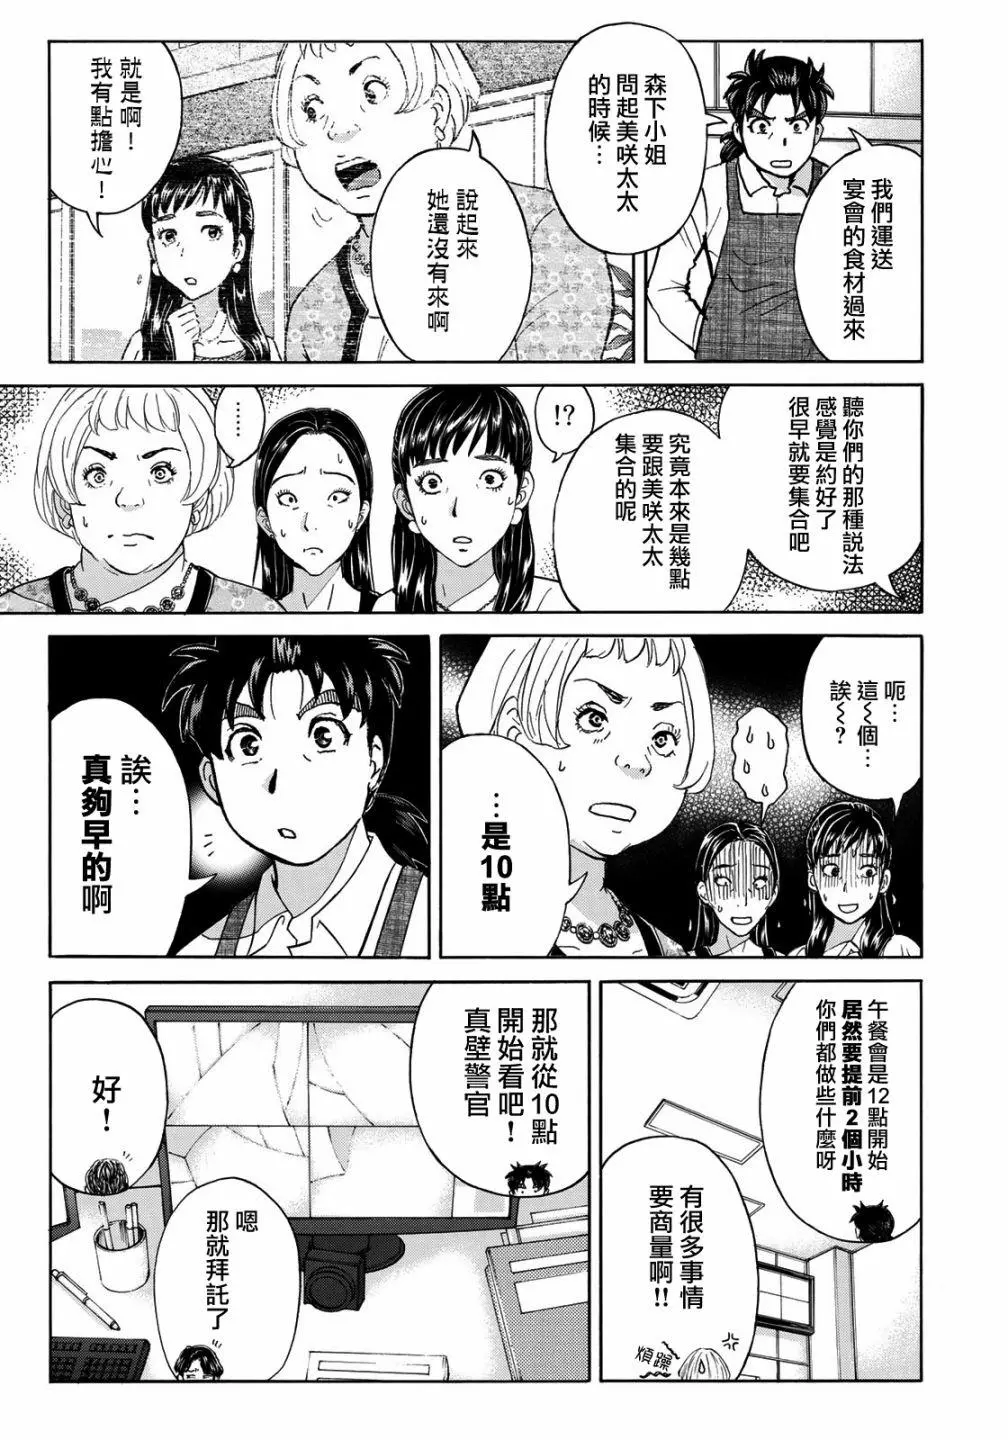 我們運送
宴會的食材過來
森下小姐
問起美咲太太
的時候…
說起來
她還沒有來啊
就是啊！
我有點擔心！
聽你們的那種說法
感覺是約好了
很早就要集合吧
究竟本來是幾點
要跟美咲太太
集合的呢
!?
……
呃…
這～個…
誒～～？
…是10點
誒…
真夠早的啊
午餐會是12點開始
居然要提前2個小時
你們都做些什麼呀
有很多事情
要商量啊!!
煩躁
那就從10點
開始看吧！
真壁警官
好！
嗯
那就拜託了